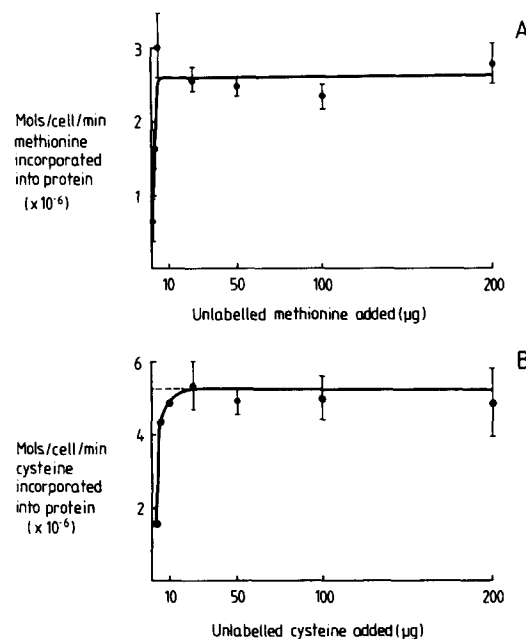 A
3
2
1
Mols/cell/min
methionine
incorporated
into protein
(x10⁻⁶)
10 50 100 200
Unlabelled methionine added (µg)
B
6
4
2
Mols/cell/min
cysteine
incorporated
into protein
(x10⁻⁶)
10 50 100 200
Unlabelled cysteine added (µg)